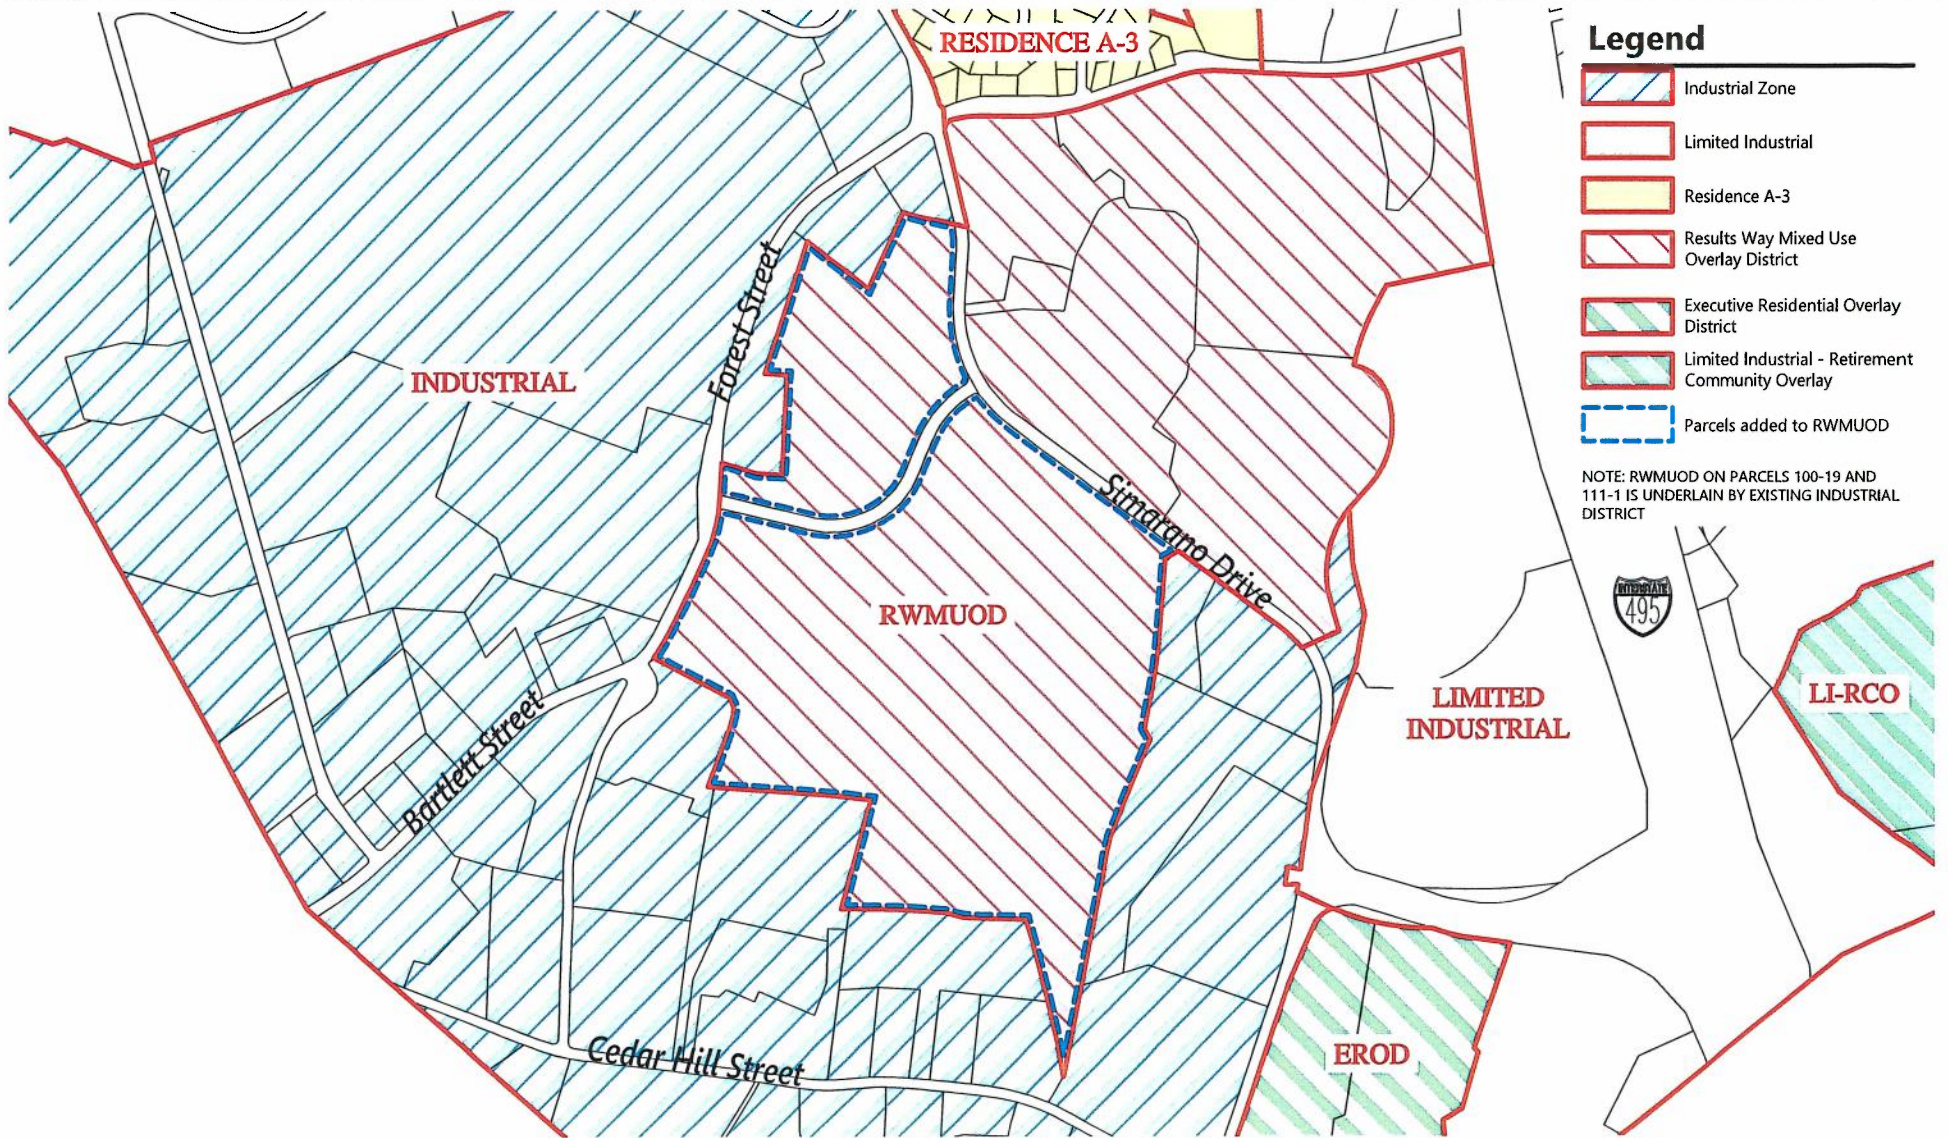 RESIDENCE A-3
Legend
Industrial Zone
Limited Industrial
Residence A-3
Results Way Mixed Use
Overlay District
Executive Residential Overlay
District
Limited Industrial - Retirement
Community Overlay
Parcels added to RWMUOD
NOTE: RWMUOD ON PARCELS 100-19 AND
111-1 IS UNDERLAIN BY EXISTING INDUSTRIAL
DISTRICT
Forest Street
INDUSTRIAL
Simarano Drive
RWMUOD
INTERSTATE
495
LI-RCO
LIMITED
INDUSTRIAL
Bartlett Street
Cedar Hill Street
EROD